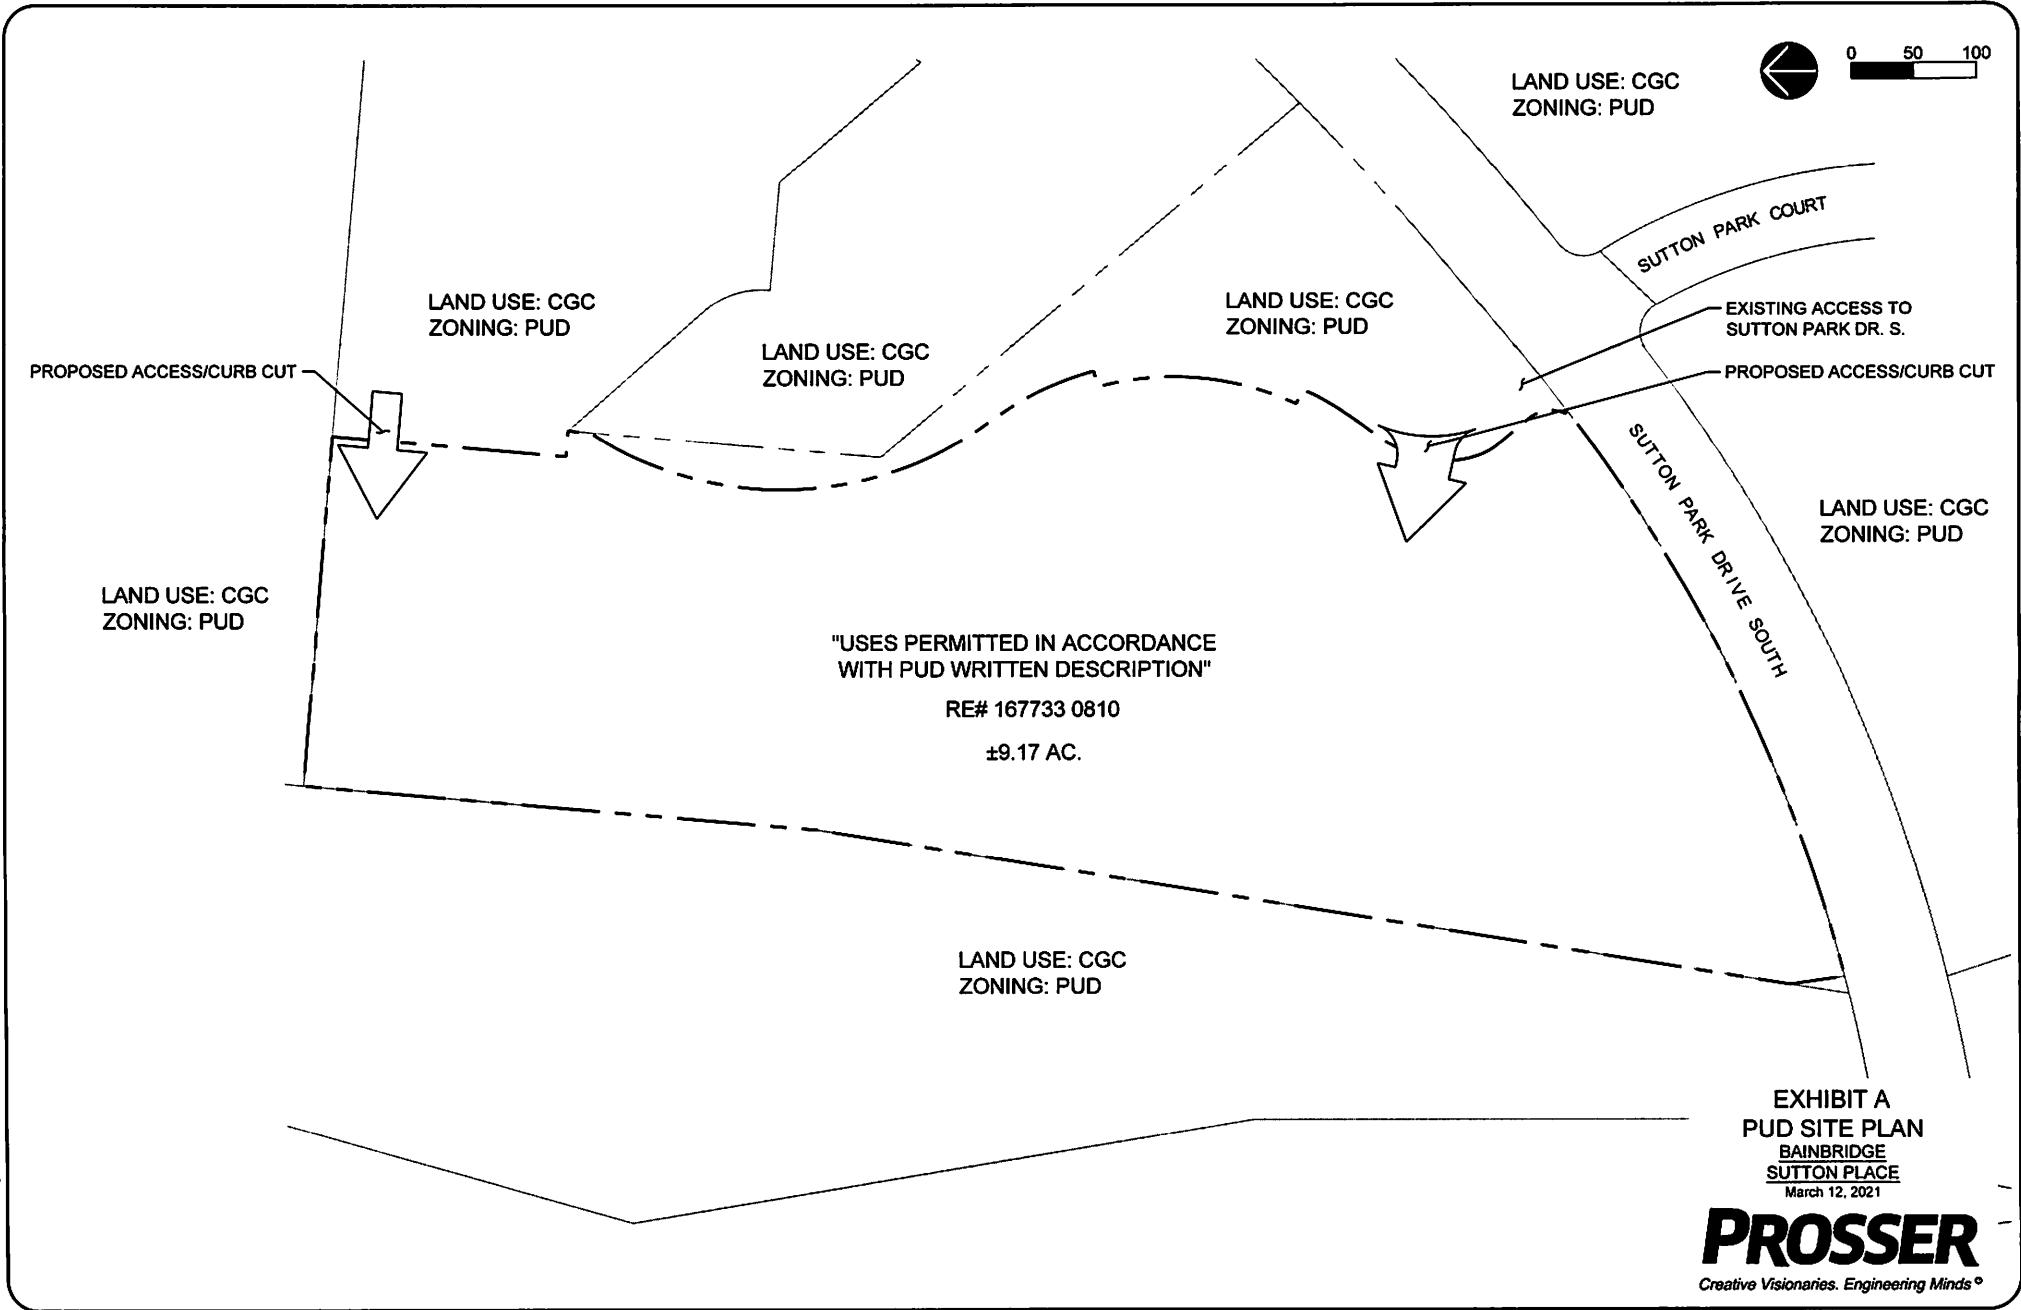 0 50 100
LAND USE: CGC
ZONING: PUD
SUTTON PARK COURT
LAND USE: CGC
ZONING: PUD
LAND USE: CGC
ZONING: PUD
EXISTING ACCESS TO
SUTTON PARK DR. S.
LAND USE: CGC
ZONING: PUD
PROPOSED ACCESS/CURB CUT
PROPOSED ACCESS/CURB CUT
SUTTON PARK DRIVE SOUTH
LAND USE: CGC
ZONING: PUD
LAND USE: CGC
ZONING: PUD
"USES PERMITTED IN ACCORDANCE
WITH PUD WRITTEN DESCRIPTION"
RE# 167733 0810
±9.17 AC.
LAND USE: CGC
ZONING: PUD
EXHIBIT A
PUD SITE PLAN
BAINBRIDGE
SUTTON PLACE
March 12, 2021
PROSSER
Creative Visionaries. Engineering Minds®